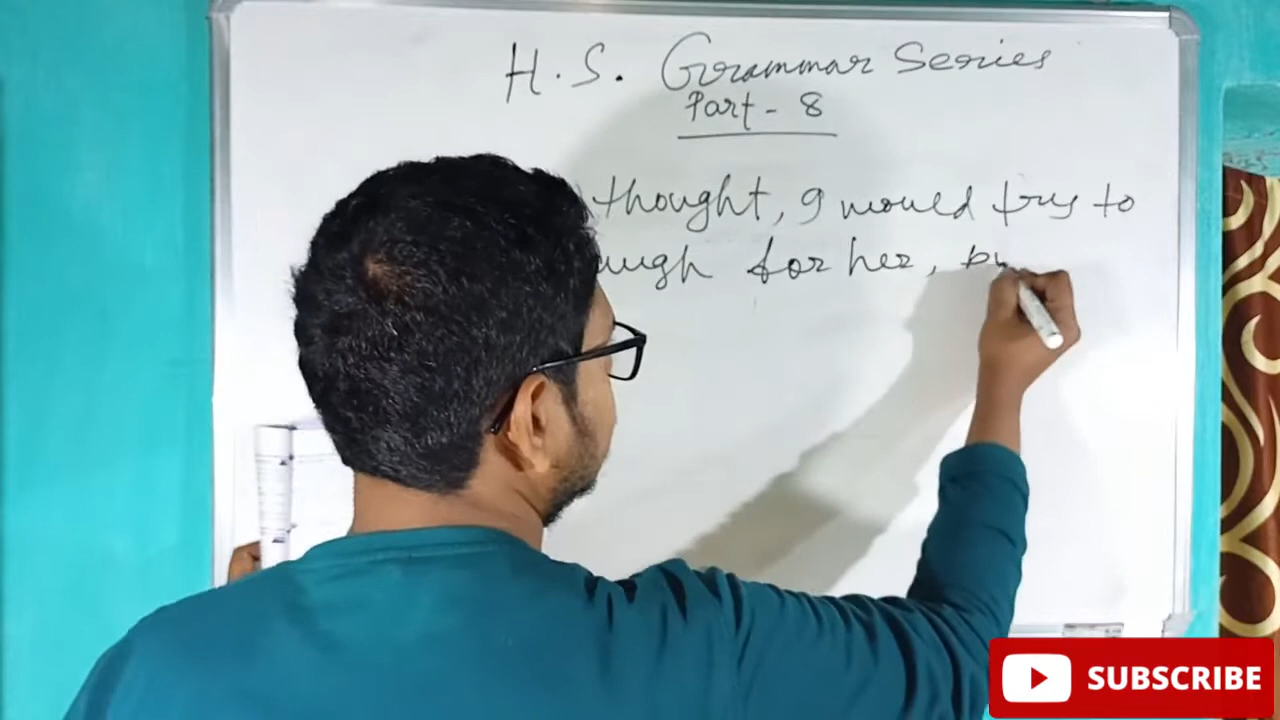 H. S. Grammar Series
Part - 8
thought, I would try to
for her,
SUBSCRIBE